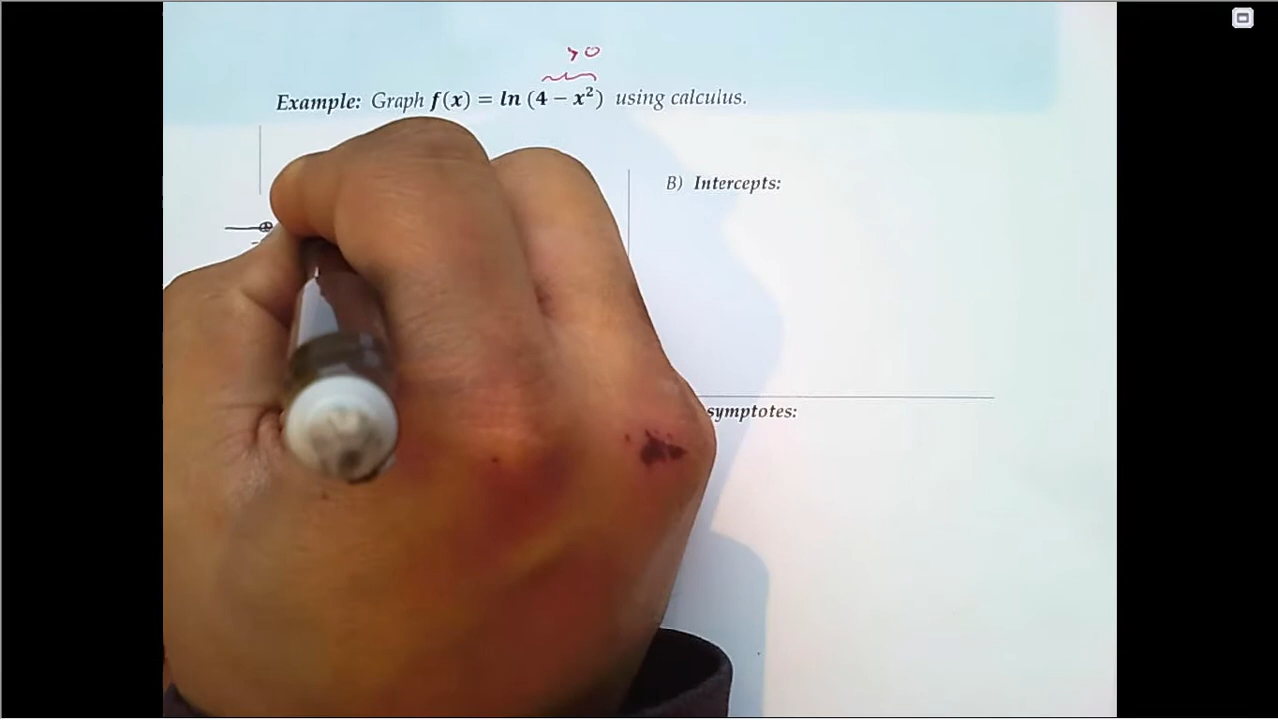 > 0
Example: Graph f(x) = ln (4 − x²) using calculus.
B) Intercepts:
symptotes: